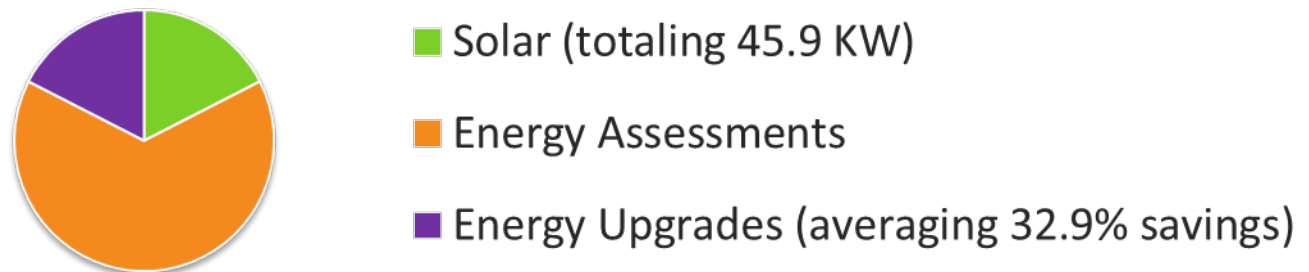 Solar (totaling 45.9 KW)
Energy Assessments
Energy Upgrades (averaging 32.9% savings)